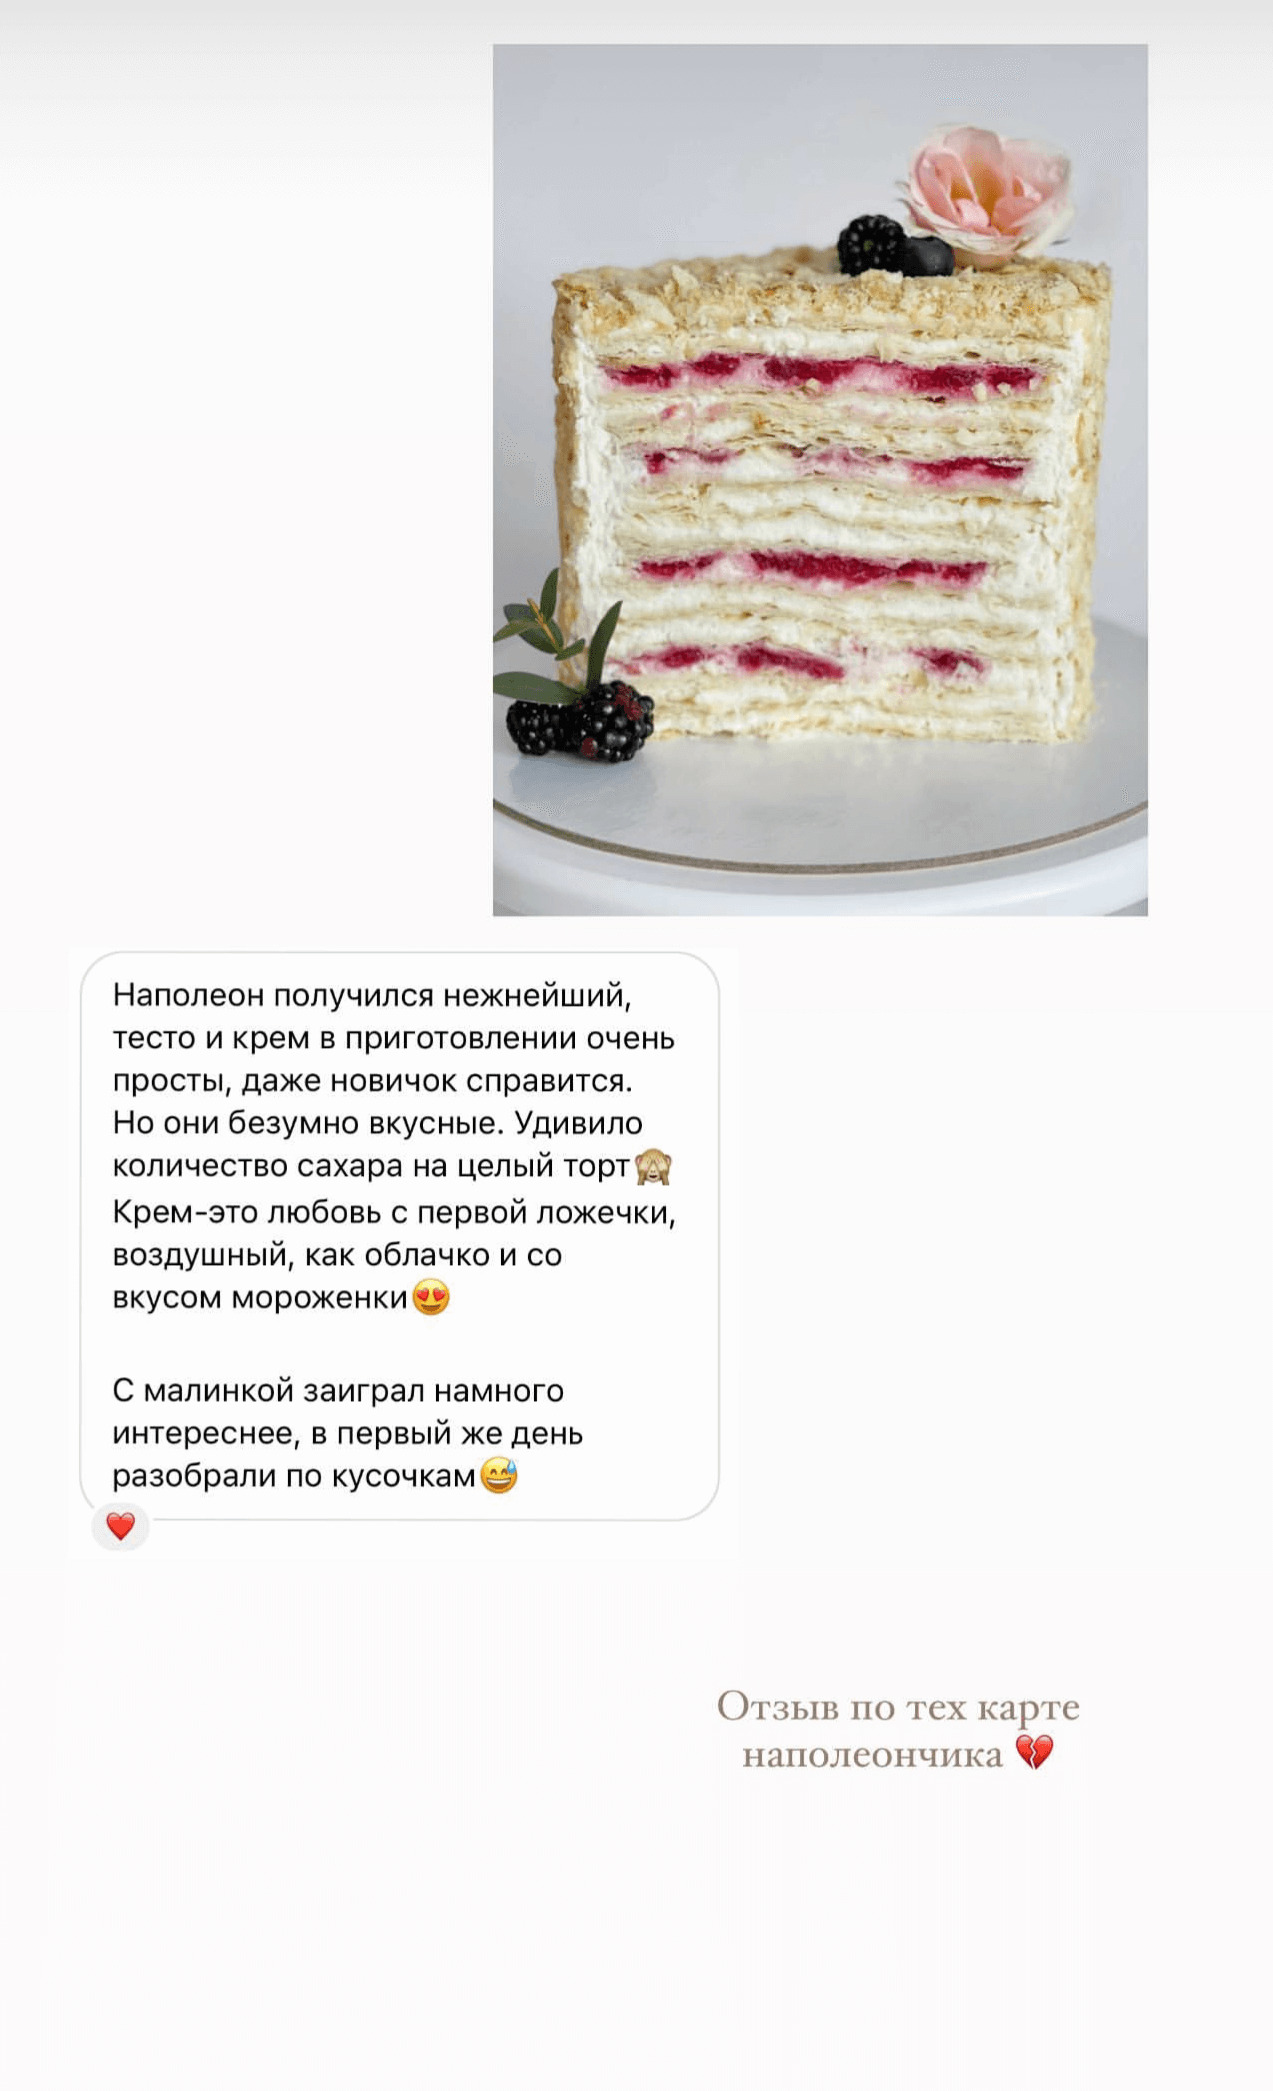 Наполеон получился нежнейший,
тесто и крем в приготовлении очень
просты, даже новичок справится.
Но они безумно вкусные. Удивило
количество сахара на целый торт🙈
Крем-это любовь с первой ложечки,
воздушный, как облачко и со
вкусом мороженки😍
С малинкой заиграл намного
интереснее, в первый же день
разобрали по кусочкам😅
❤️
Отзыв по тех карте
наполеончика 💔